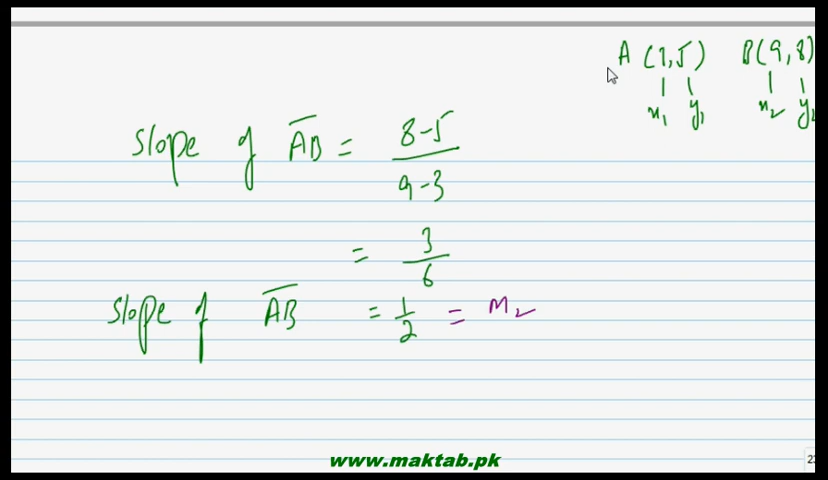 A (7,5) B(9,8)
x₁ y₁ x₂ y₂
slope of AB = 8-5
9-3
= 3
6
slope of AB = 1/2 = M₂
www.maktab.pk